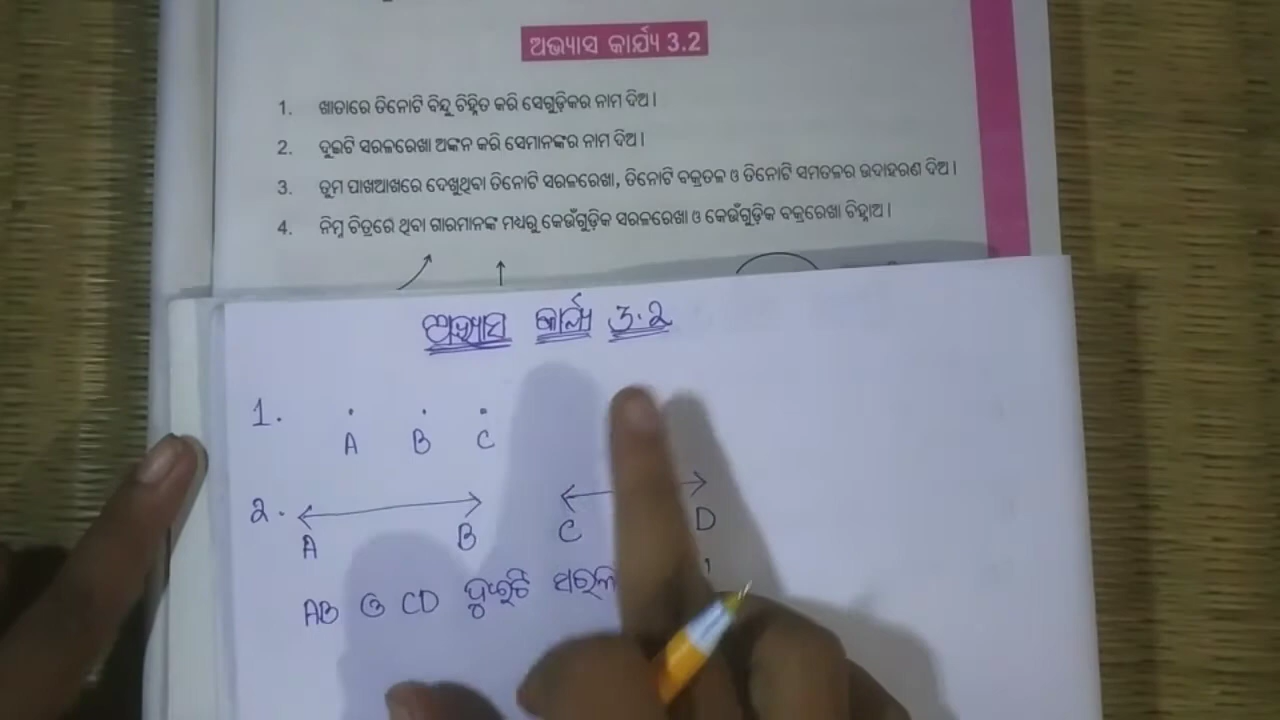 ଅଭ୍ୟାସ କାର୍ଯ୍ୟ 3.2
1. ଖାତାରେ ତିନୋଟି ବିନ୍ଦୁ ଚିହ୍ନିତ କରି ସେଗୁଡ଼ିକର ନାମ ଦିଅ।
2. ଦୁଇଟି ସରଳରେଖା ଅଙ୍କନ କରି ସେମାନଙ୍କର ନାମ ଦିଅ।
3. ତୁମ ପାଖଆଖରେ ଦେଖୁଥିବା ତିନୋଟି ସରଳରେଖା, ତିନୋଟି ବକ୍ରତଳ ଓ ତିନୋଟି ସମତଳର ଉଦାହରଣ ଦିଅ।
4. ନିମ୍ନ ଚିତ୍ରରେ ଥିବା ଗାରମାନଙ୍କ ମଧ୍ୟରୁ କେଉଁଗୁଡ଼ିକ ସରଳରେଖା ଓ କେଉଁଗୁଡ଼ିକ ବକ୍ରରେଖା ଚିହ୍ନାଅ।
ଅଭ୍ୟାସ କାର୍ଯ୍ୟ 3.2
1.
A B C
2.
A B C D
AB ଓ CD ଦୁଇଟି ସରଳ